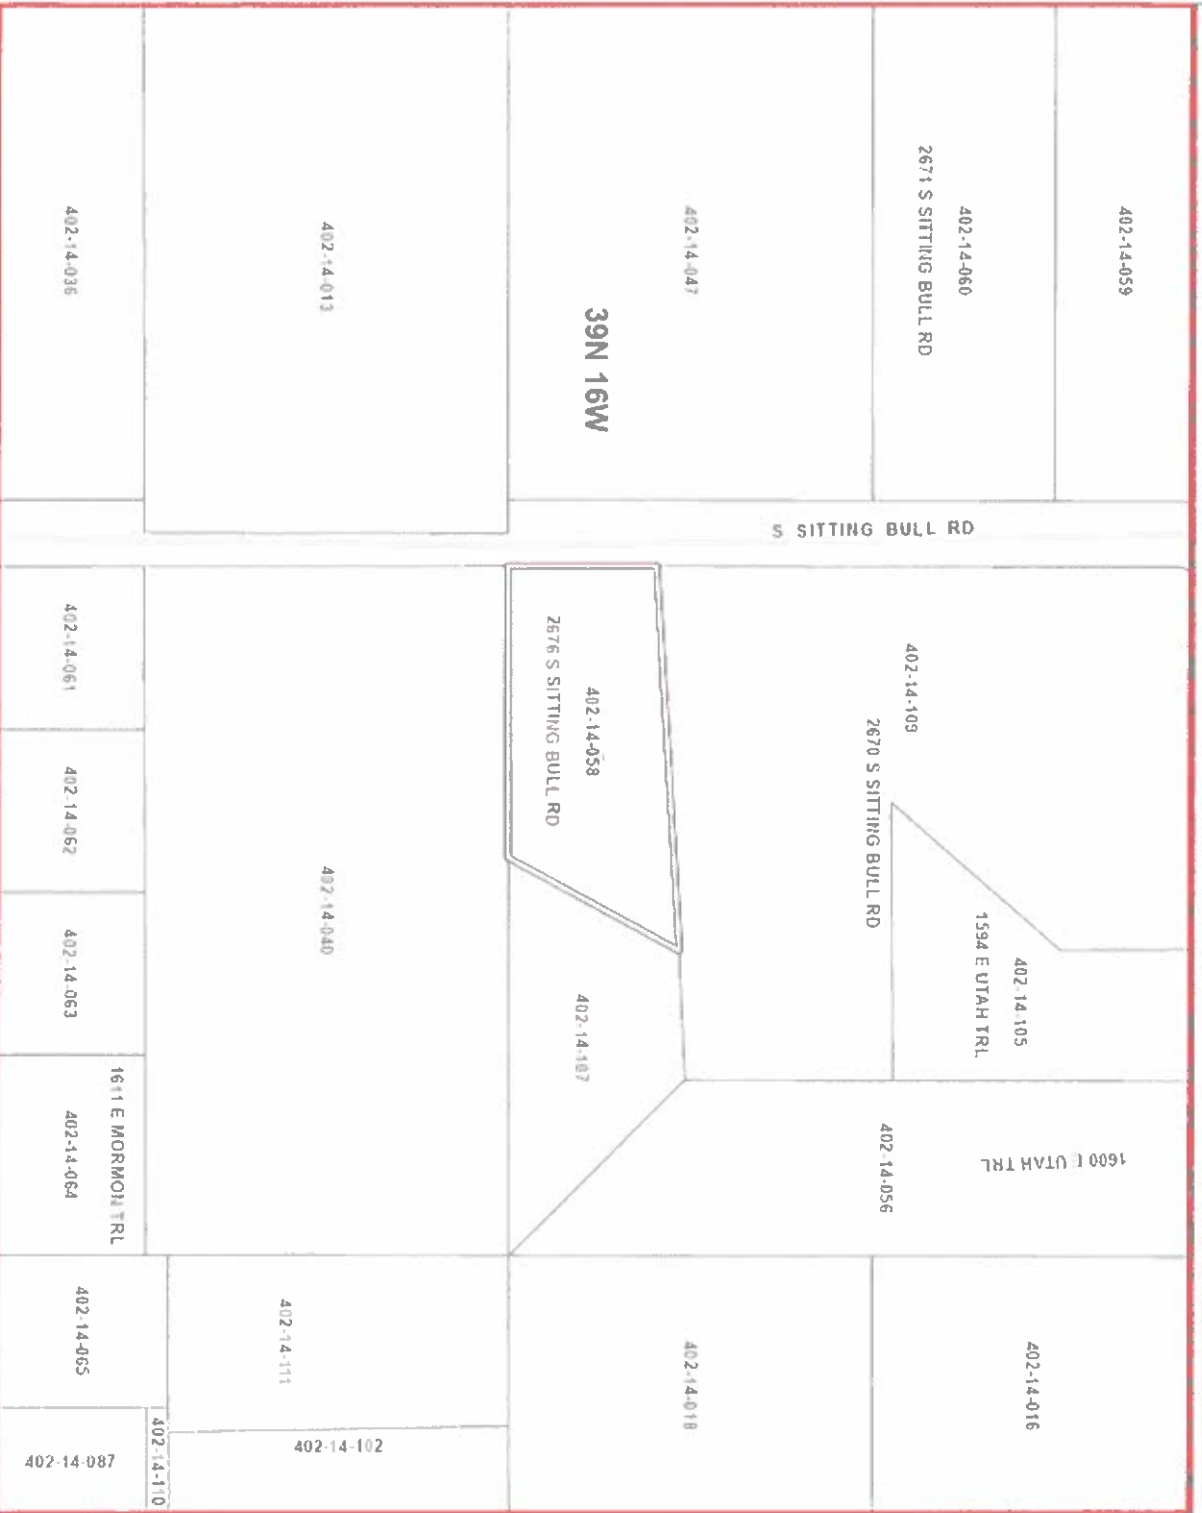 402-14-059
402-14-060
2671 S SITTING BULL RD
S SITTING BULL RD
402-14-109
2670 S SITTING BULL RD
402-14-105
1594 E UTAH TRL
1600 E UTAH TRL
402-14-056
402-14-016
402-14-047
39N 16W
402-14-058
2676 S SITTING BULL RD
402-14-107
402-14-018
402-14-013
402-14-040
402-14-111
402-14-102
402-14-110
402-14-036
402-14-061
402-14-062
402-14-063
1611 E MORMON TRL
402-14-064
402-14-065
402-14-087